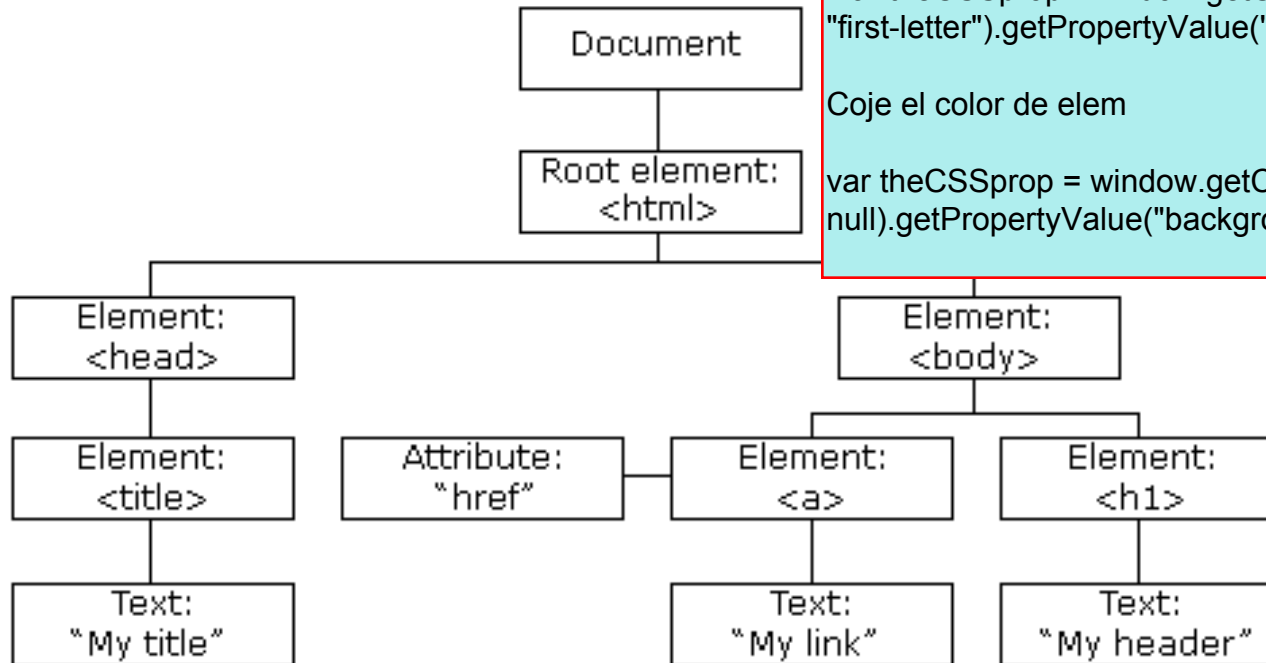 Document
"first-letter").getPropertyValue("
Coje el color de elem
Root element:
<html>
var theCSSprop = window.getC
null).getPropertyValue("backgro
Element:
<head>
Element:
<body>
Element:
<title>
Attribute:
"href"
Element:
<a>
Element:
<h1>
Text:
"My title"
Text:
"My link"
Text:
"My header"